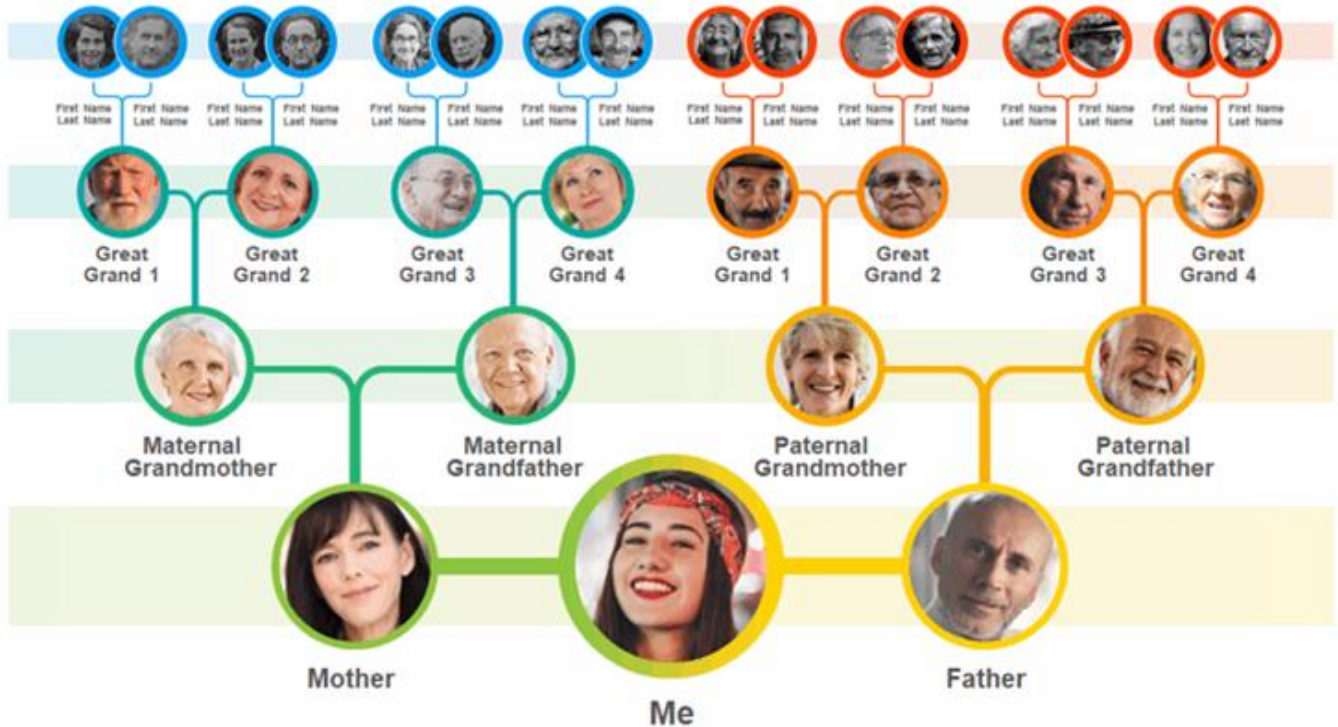 First Name First Name First Name First Name First Name First Name First Name First Name First Name First Name First Name First Name First Name First Name First Name First Name
Last Name Last Name Last Name Last Name Last Name Last Name Last Name Last Name Last Name Last Name Last Name Last Name Last Name Last Name Last Name Last Name
Great Great Great Great Great Great Great Great
Grand 1 Grand 2 Grand 3 Grand 4 Grand 1 Grand 2 Grand 3 Grand 4
Maternal Maternal Paternal Paternal
Grandmother Grandfather Grandmother Grandfather
Mother Father
Me